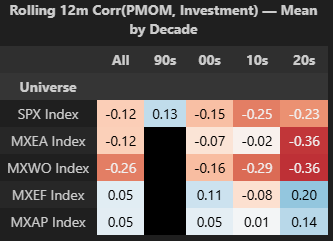 Rolling 12m Corr(PMOM, Investment) — Mean
by Decade
All 90s 00s 10s 20s
Universe
SPX Index -0.12 0.13 -0.15 -0.25 -0.23
MXEA Index -0.12 -0.07 -0.02 -0.36
MXWO Index -0.26 -0.16 -0.29 -0.36
MXEF Index 0.05 0.11 -0.08 0.20
MXAP Index 0.05 0.05 0.01 0.14